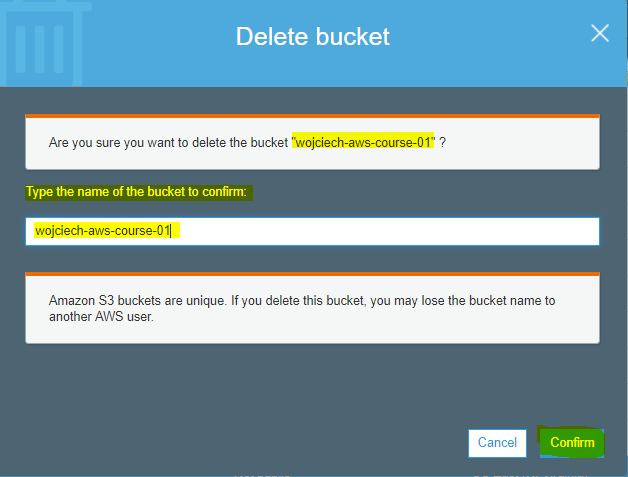 Delete bucket
Are you sure you want to delete the bucket "wojciech-aws-course-01" ?
Type the name of the bucket to confirm:
wojciech-aws-course-01
Amazon S3 buckets are unique. If you delete this bucket, you may lose the bucket name to
another AWS user.
Cancel
Confirm